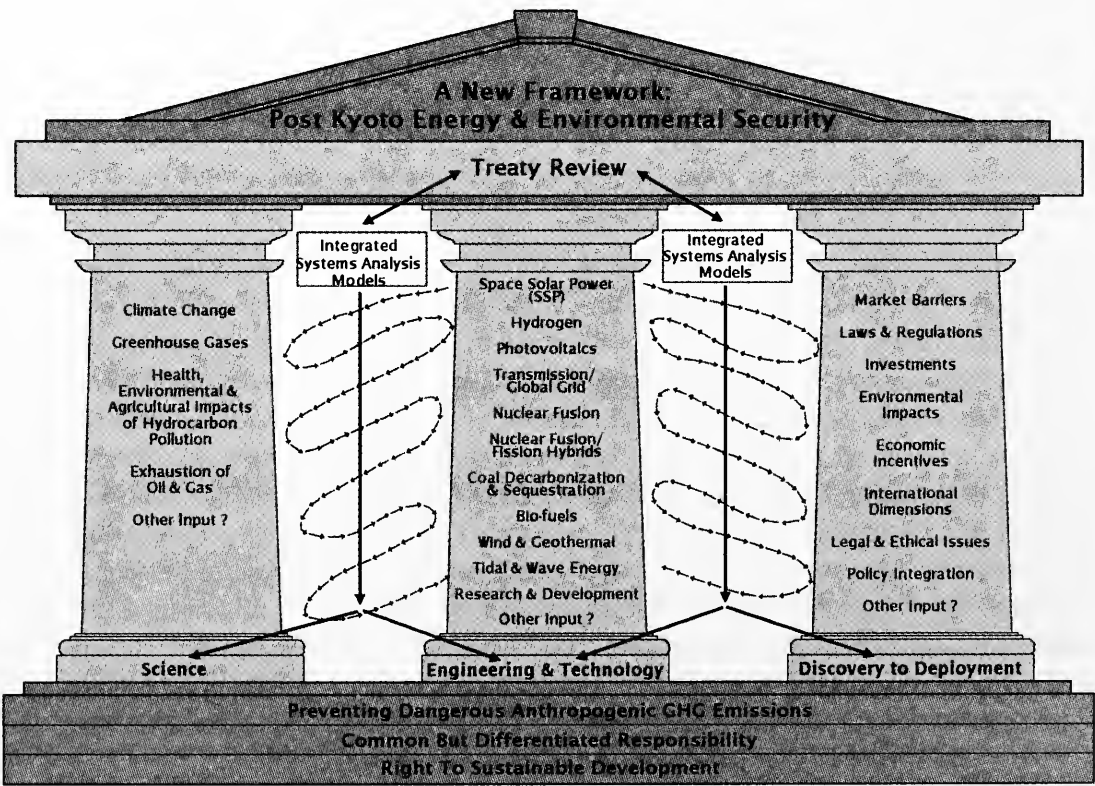 A New Framework:
Post Kyoto Energy & Environmental Security
Treaty Review
Integrated
Systems Analysis
Models
Integrated
Systems Analysis
Models
Climate Change
Greenhouse Gases
Health,
Environmental &
Agricultural Impacts
of Hydrocarbon
Pollution
Exhaustion of
Oil & Gas
Other Input ?
Science
Space Solar Power
(SSP)
Hydrogen
Photovoltaics
Transmission/
Global Grid
Nuclear Fusion
Nuclear Fusion/
Fission Hybrids
Coal Decarbonization
& Sequestration
Bio-fuels
Wind & Geothermal
Tidal & Wave Energy
Research & Development
Other Input ?
Engineering & Technology
Market Barriers
Laws & Regulations
Investments
Environmental
Impacts
Economic
Incentives
International
Dimensions
Legal & Ethical Issues
Policy Integration
Other Input ?
Discovery to Deployment
Preventing Dangerous Anthropogenic GHG Emissions
Common But Differentiated Responsibility
Right To Sustainable Development